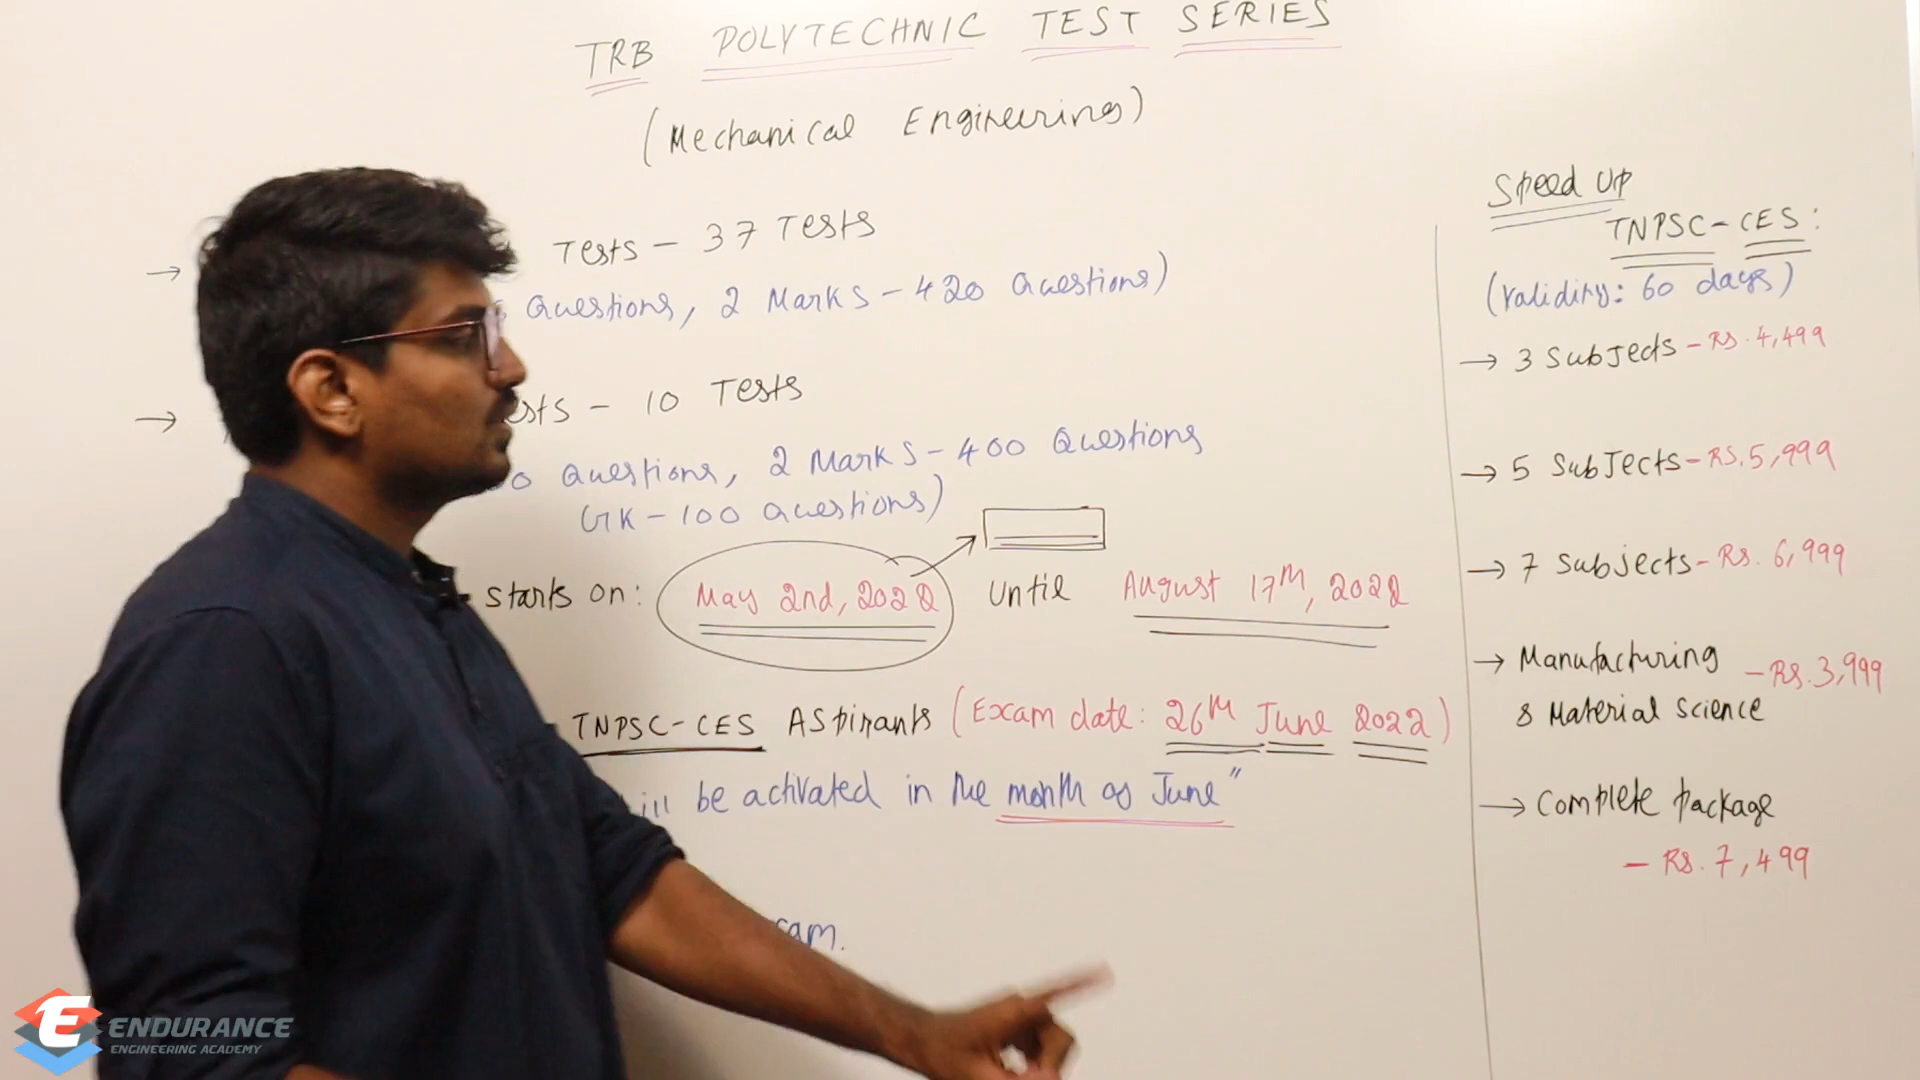 TRB POLYTECHNIC TEST SERIES
(Mechanical Engineering)
→ Tests - 37 Tests
Questions, 2 Marks - 420 Questions)
→ Tests - 10 Tests
Questions, 2 Marks - 400 Questions
GK - 100 Questions)
starts on: May 2nd, 2022 Until August 17th, 2022
TNPSC-CES Aspirants (Exam date: 26th June 2022)
be activated in the month of June"
Speed Up
TNPSC-CES:
(Validity: 60 days)
→ 3 Subjects - Rs. 4,499
→ 5 Subjects - Rs. 5,999
→ 7 Subjects - Rs. 6,999
→ Manufacturing - Rs. 3,999
& Material Science
→ Complete package
- Rs. 7,499
ENDURANCE
ENGINEERING ACADEMY